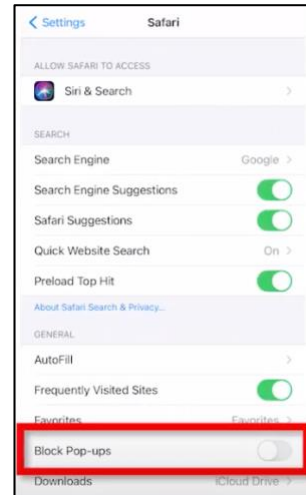 Settings Safari
ALLOW SAFARI TO ACCESS
Siri & Search
SEARCH
Search Engine Google
Search Engine Suggestions
Safari Suggestions
Quick Website Search On
Preload Top Hit
About Safari Search & Privacy...
GENERAL
AutoFill
Frequently Visited Sites
Favorites Favorites
Block Pop-ups
Downloads iCloud Drive